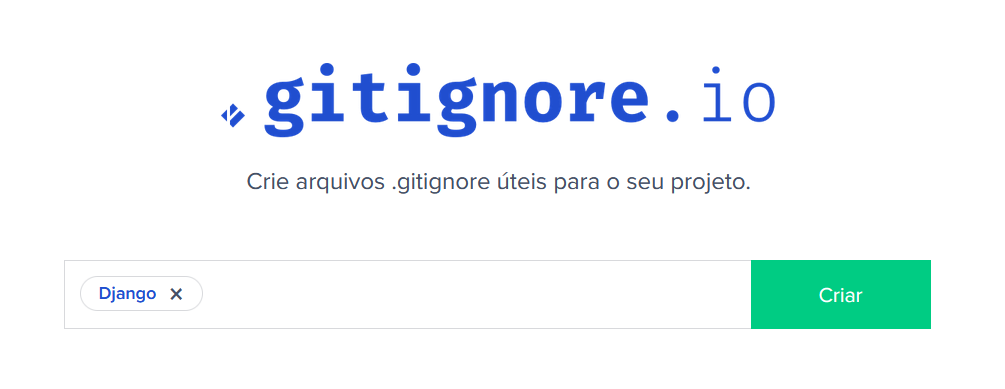 .gitignore.io
Crie arquivos .gitignore úteis para o seu projeto.
Django ×
Criar